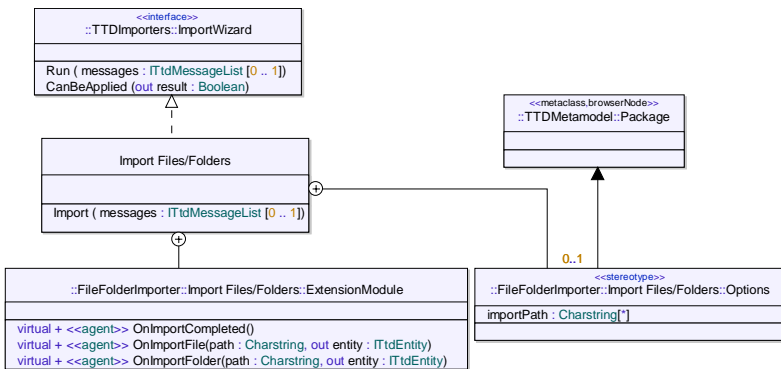 <<interface>>
::TTDImporters::ImportWizard
Run ( messages : ITtdMessageList [0 .. 1])
CanBeApplied (out result : Boolean)
<<metaclass,browserNode>>
::TTDMetamodel::Package
Import Files/Folders
Import ( messages : ITtdMessageList [0 .. 1])
0..1
::FileFolderImporter::Import Files/Folders::ExtensionModule
virtual + <<agent>> OnImportCompleted()
virtual + <<agent>> OnImportFile(path : Charstring, out entity : ITtdEntity)
virtual + <<agent>> OnImportFolder(path : Charstring, out entity : ITtdEntity)
<<stereotype>>
::FileFolderImporter::Import Files/Folders::Options
importPath : Charstring[*]